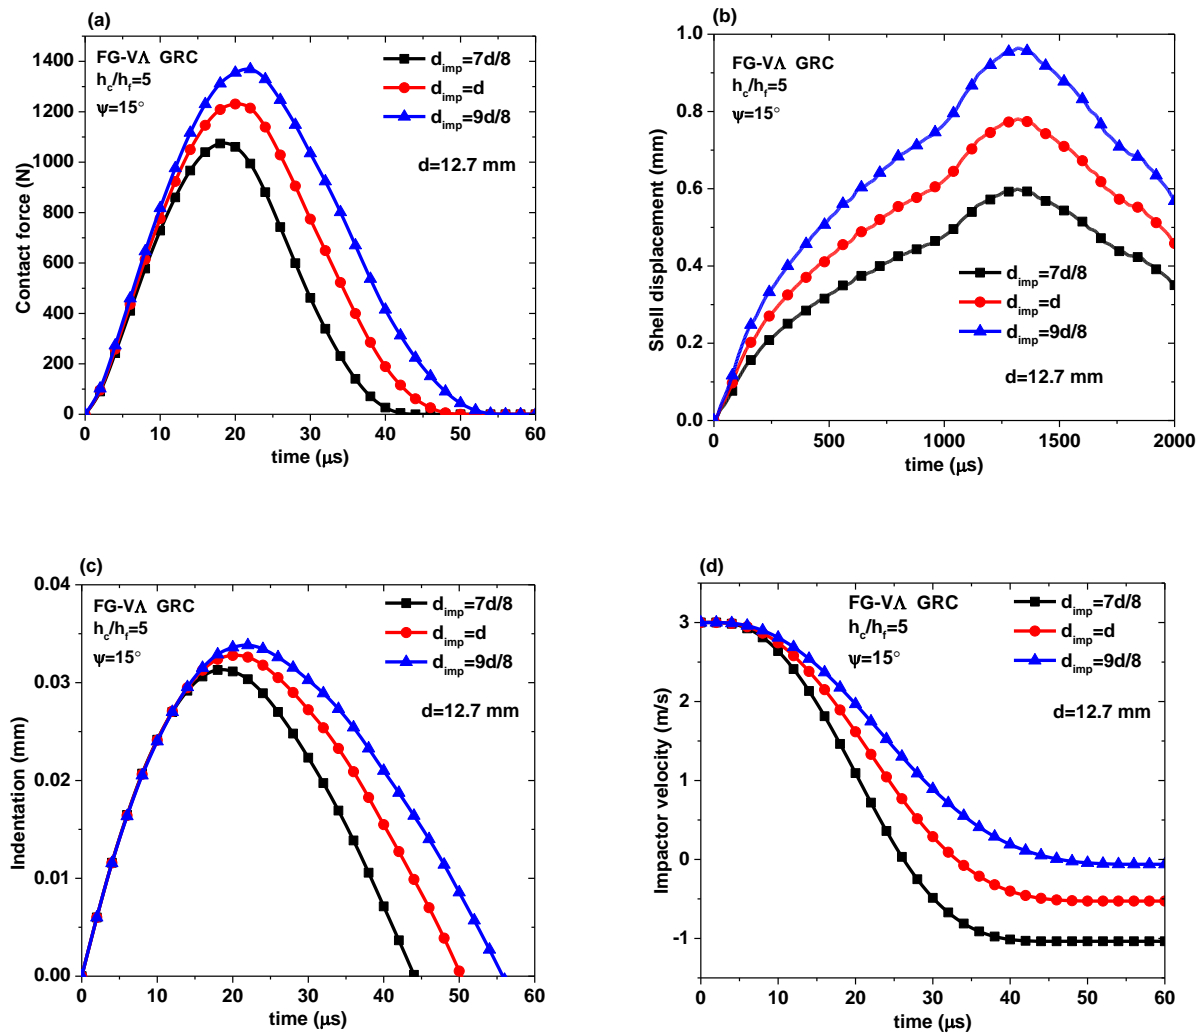 (a)
FG-VΛ GRC
h_c/h_f=5
ψ=15°
d_imp=7d/8
d_imp=d
d_imp=9d/8
d=12.7 mm
1400
1200
1000
800
600
400
200
0
Contact force (N)
0 10 20 30 40 50 60
time (μs)
(b)
FG-VΛ GRC
h_c/h_f=5
ψ=15°
1.0
0.8
0.6
0.4
0.2
0.0
Shell displacement (mm)
d_imp=7d/8
d_imp=d
d_imp=9d/8
d=12.7 mm
0 500 1000 1500 2000
time (μs)
(c)
FG-VΛ GRC
h_c/h_f=5
ψ=15°
d_imp=7d/8
d_imp=d
d_imp=9d/8
d=12.7 mm
0.04
0.03
0.02
0.01
0.00
Indentation (mm)
0 10 20 30 40 50 60
time (μs)
(d)
FG-VΛ GRC
h_c/h_f=5
ψ=15°
d_imp=7d/8
d_imp=d
d_imp=9d/8
d=12.7 mm
3
2
1
0
-1
Impactor velocity (m/s)
0 10 20 30 40 50 60
time (μs)